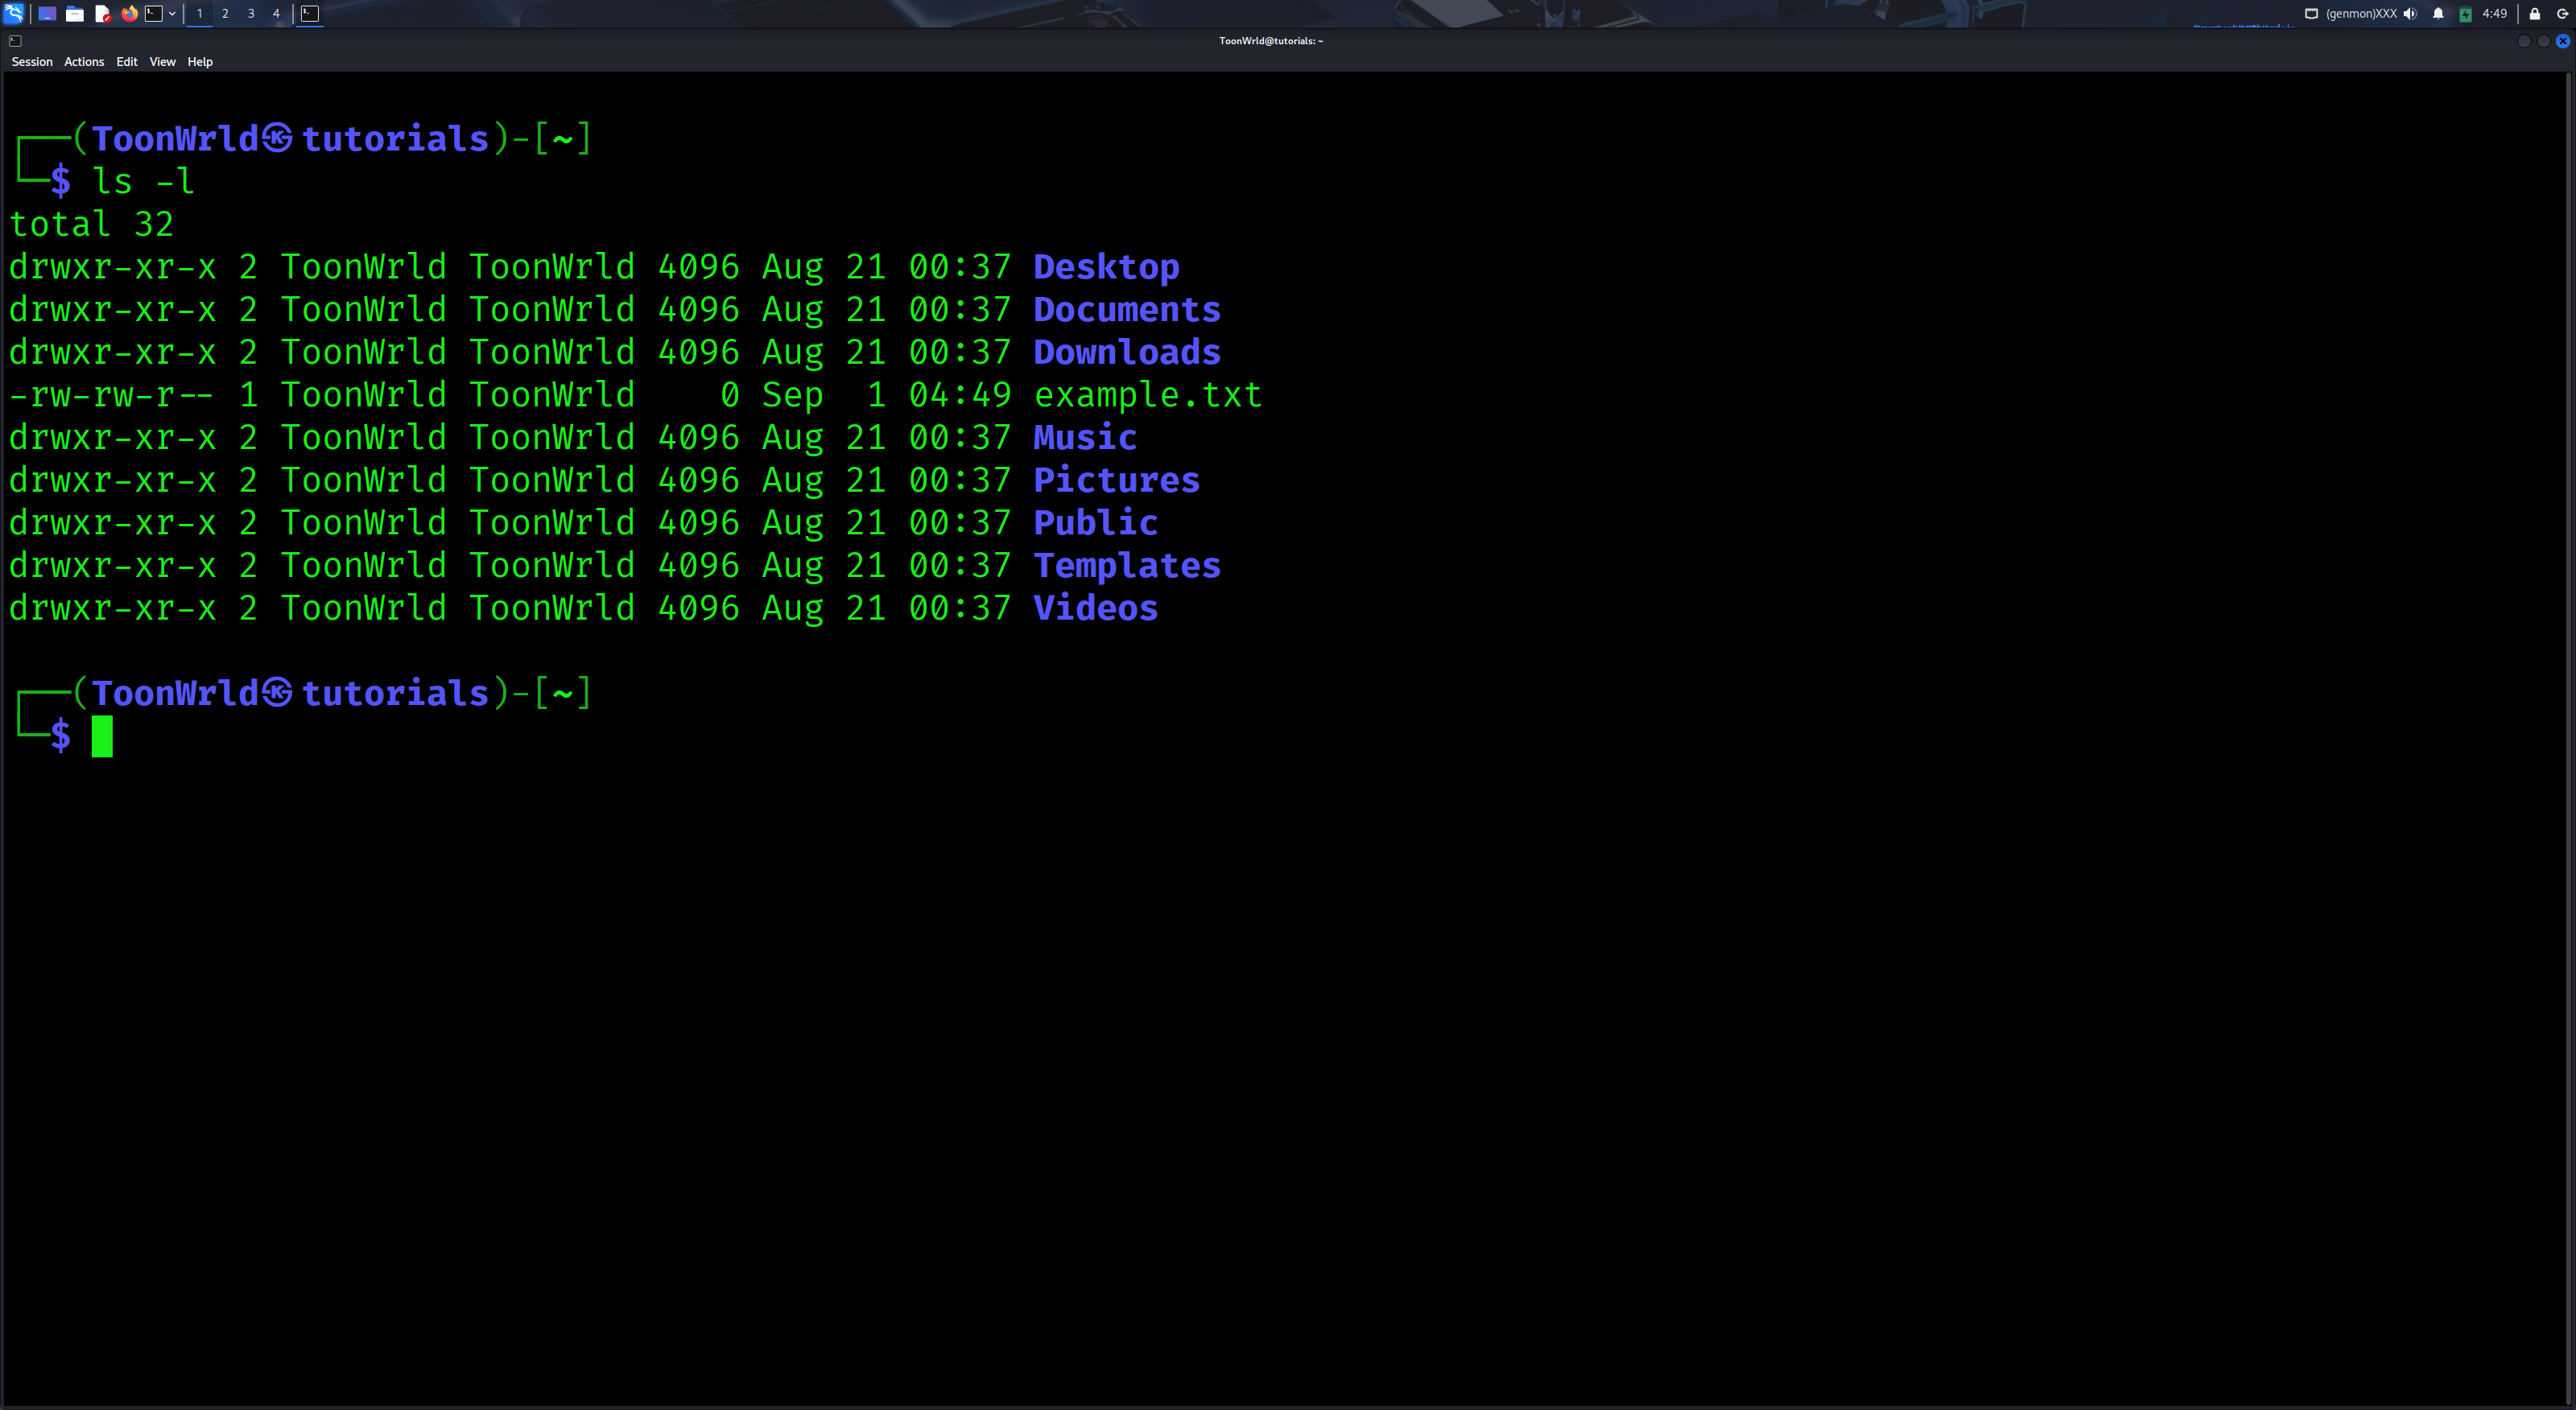 1 2 3 4 (genmon)XXX 4:49
ToonWrld@tutorials: ~
Session Actions Edit View Help
┌──(ToonWrld㉿tutorials)-[~]
└─$ ls -l
total 32
drwxr-xr-x 2 ToonWrld ToonWrld 4096 Aug 21 00:37 Desktop
drwxr-xr-x 2 ToonWrld ToonWrld 4096 Aug 21 00:37 Documents
drwxr-xr-x 2 ToonWrld ToonWrld 4096 Aug 21 00:37 Downloads
-rw-rw-r-- 1 ToonWrld ToonWrld    0 Sep  1 04:49 example.txt
drwxr-xr-x 2 ToonWrld ToonWrld 4096 Aug 21 00:37 Music
drwxr-xr-x 2 ToonWrld ToonWrld 4096 Aug 21 00:37 Pictures
drwxr-xr-x 2 ToonWrld ToonWrld 4096 Aug 21 00:37 Public
drwxr-xr-x 2 ToonWrld ToonWrld 4096 Aug 21 00:37 Templates
drwxr-xr-x 2 ToonWrld ToonWrld 4096 Aug 21 00:37 Videos
┌──(ToonWrld㉿tutorials)-[~]
└─$